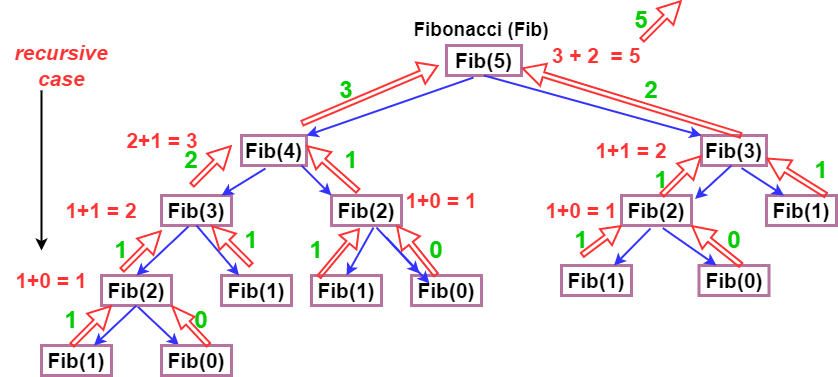 Fibonacci (Fib)
5
recursive
case
Fib(5)
3 + 2 = 5
3
2
2+1 = 3
2
Fib(4)
1
1+1 = 2
Fib(3)
1
1
1+1 = 2
Fib(3)
Fib(2)
1+0 = 1
1+0 = 1
Fib(2)
Fib(1)
1
1
1
0
1
0
1+0 = 1
Fib(2)
Fib(1)
Fib(1)
Fib(0)
Fib(1)
Fib(0)
1
0
Fib(1)
Fib(0)